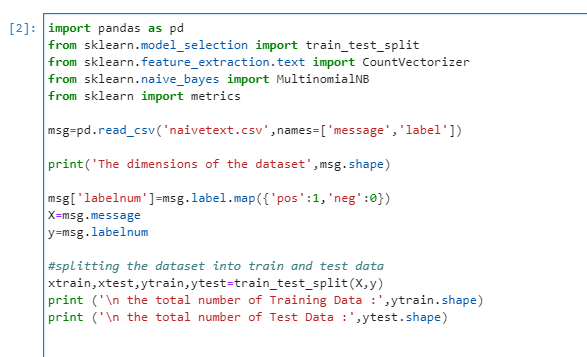 [2]: import pandas as pd
from sklearn.model_selection import train_test_split
from sklearn.feature_extraction.text import CountVectorizer
from sklearn.naive_bayes import MultinomialNB
from sklearn import metrics
msg=pd.read_csv('naivetext.csv',names=['message','label'])
print('The dimensions of the dataset',msg.shape)
msg['labelnum']=msg.label.map({'pos':1,'neg':0})
X=msg.message
y=msg.labelnum
#splitting the dataset into train and test data
xtrain,xtest,ytrain,ytest=train_test_split(X,y)
print ('\n the total number of Training Data :',ytrain.shape)
print ('\n the total number of Test Data :',ytest.shape)